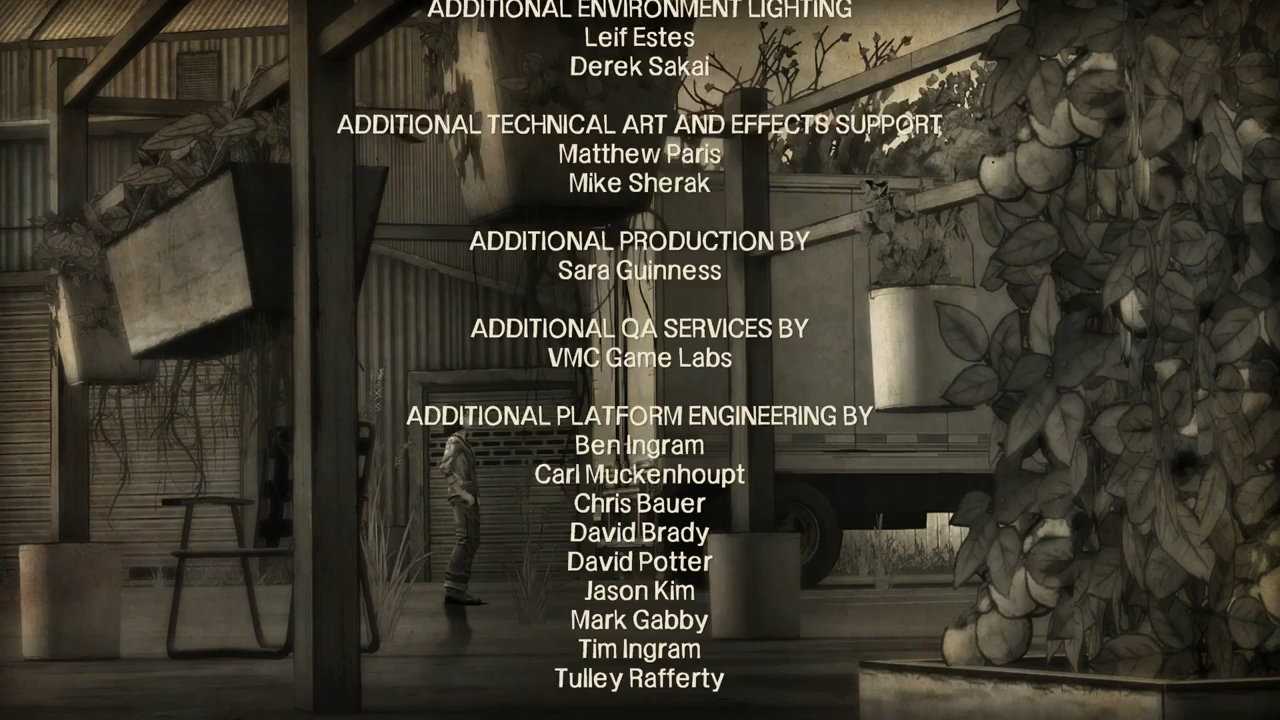 ADDITIONAL ENVIRONMENT LIGHTING
Leif Estes
Derek Sakai
ADDITIONAL TECHNICAL ART AND EFFECTS SUPPORT
Matthew Paris
Mike Sherak
ADDITIONAL PRODUCTION BY
Sara Guinness
ADDITIONAL QA SERVICES BY
VMC Game Labs
ADDITIONAL PLATFORM ENGINEERING BY
Ben Ingram
Carl Muckenhoupt
Chris Bauer
David Brady
David Potter
Jason Kim
Mark Gabby
Tim Ingram
Tulley Rafferty